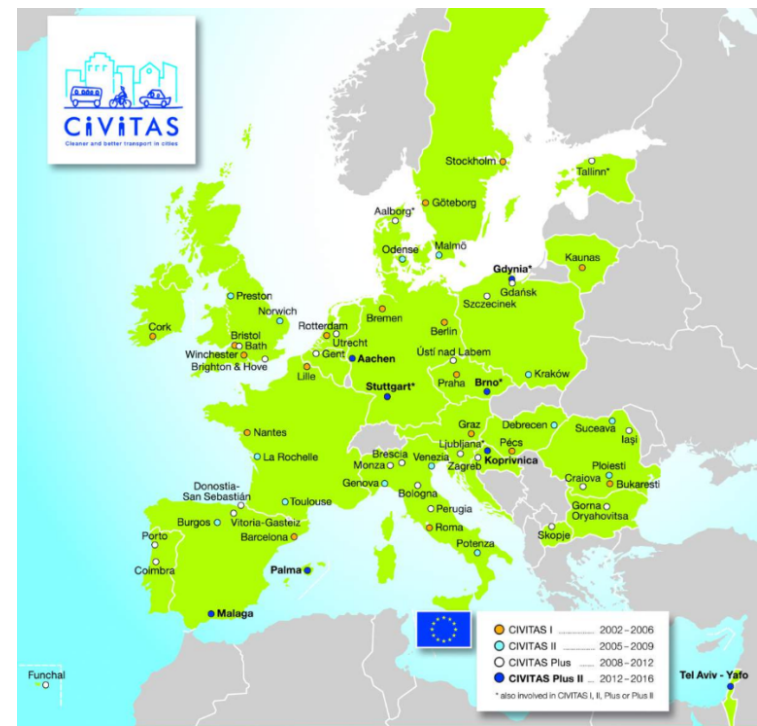 CIVITAS
Cleaner and better transport in cities
Stockholm
Tallinn*
Göteborg
Aalborg*
Odense
Malmö
Kaunas
Gdynia*
Gdańsk
Szczecinek
Preston
Norwich
Cork
Bristol
Bath
Winchester
Brighton & Hove
Rotterdam
Utrecht
Gent
Lille
Bremen
Berlin
Aachen
Ústí nad Labem
Praha
Brno*
Kraków
Stuttgart*
Nantes
La Rochelle
Graz
Ljubljana*
Pécs
Debrecen
Suceava
Iaşi
Koprivnica
Zagreb
Brescia
Monza
Venezia
Genova
Bologna
Ploiesti
Craiova
Bukaresti
Gorna
Oryahovitsa
Skopje
Donostia-
San Sebastián
Toulouse
Burgos
Vitoria-Gasteiz
Barcelona
Perugia
Roma
Potenza
Porto
Coimbra
Palma
Malaga
Funchal
Tel Aviv - Yafo
CIVITAS I ............. 2002–2006
CIVITAS II ............ 2005–2009
CIVITAS Plus ........ 2008–2012
CIVITAS Plus II ... 2012–2016
* also involved in CIVITAS I, II, Plus or Plus II